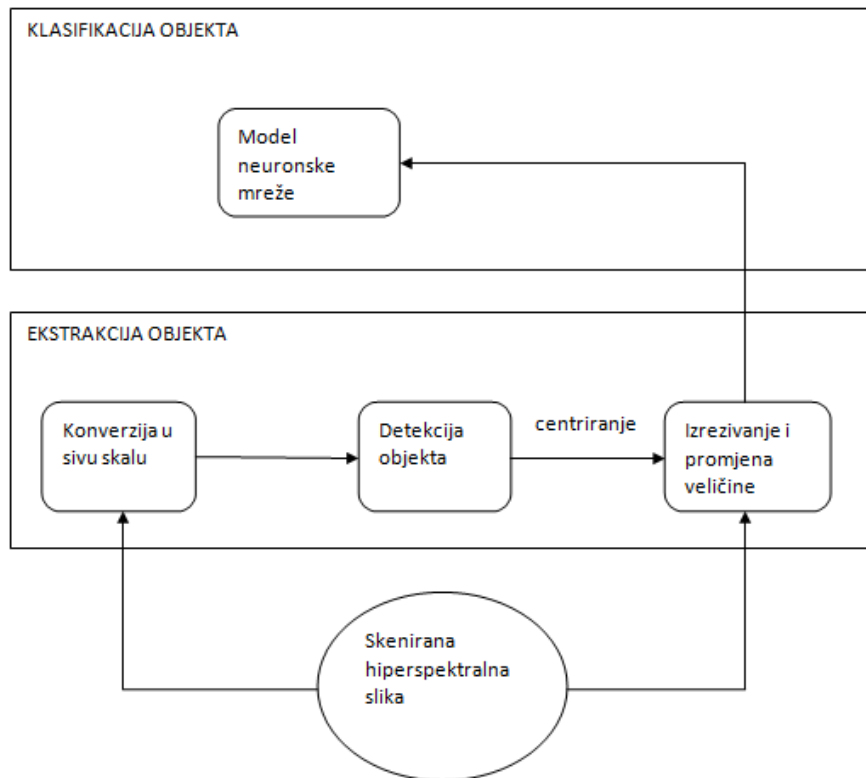 KLASIFIKACIJA OBJEKTA
Model
neuronske
mreže
EKSTRAKCIJA OBJEKTA
Konverzija u
sivu skalu
Detekcija
objekta
centriranje
Izrezivanje i
promjena
veličine
Skenirana
hiperspektralna
slika